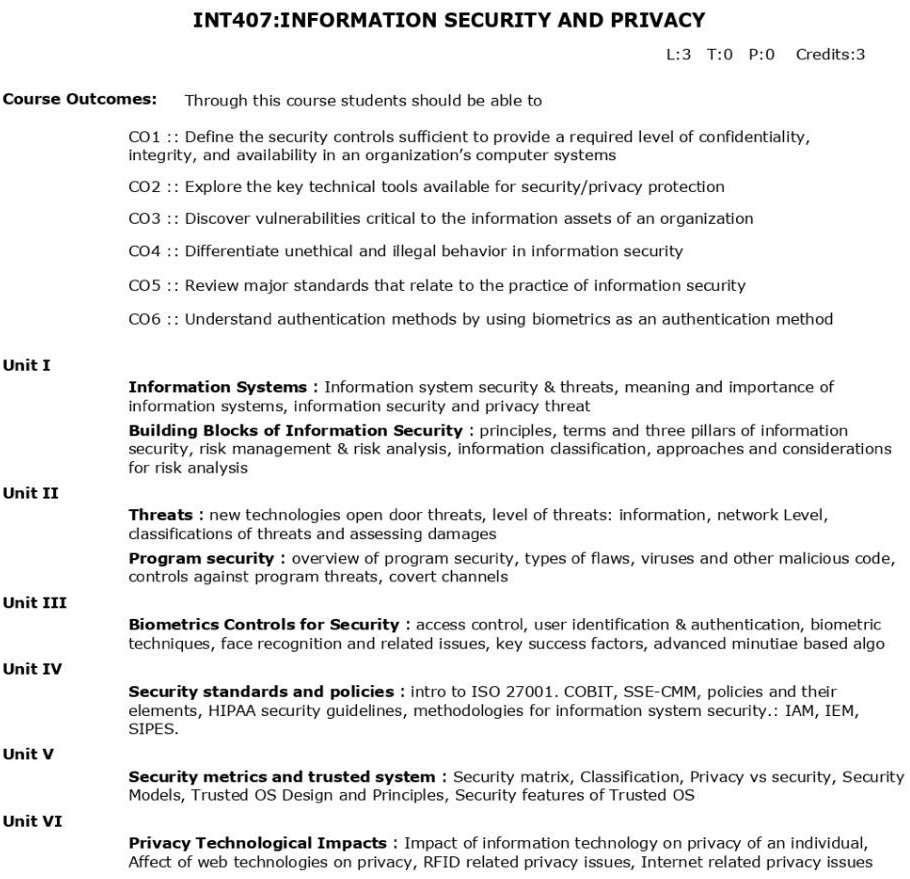 INT407:INFORMATION SECURITY AND PRIVACY
L:3 T:0 P:0 Credits:3
Course Outcomes: Through this course students should be able to
CO1 :: Define the security controls sufficient to provide a required level of confidentiality,
integrity, and availability in an organization's computer systems
CO2 :: Explore the key technical tools available for security/privacy protection
CO3 :: Discover vulnerabilities critical to the information assets of an organization
CO4 :: Differentiate unethical and illegal behavior in information security
CO5 :: Review major standards that relate to the practice of information security
CO6 :: Understand authentication methods by using biometrics as an authentication method
Unit I
Information Systems : Information system security & threats, meaning and importance of
information systems, information security and privacy threat
Building Blocks of Information Security : principles, terms and three pillars of information
security, risk management & risk analysis, information classification, approaches and considerations
for risk analysis
Unit II
Threats : new technologies open door threats, level of threats: information, network Level,
classifications of threats and assessing damages
Program security : overview of program security, types of flaws, viruses and other malicious code,
controls against program threats, covert channels
Unit III
Biometrics Controls for Security : access control, user identification & authentication, biometric
techniques, face recognition and related issues, key success factors, advanced minutiae based algo
Unit IV
Security standards and policies : intro to ISO 27001. COBIT, SSE-CMM, policies and their
elements, HIPAA security guidelines, methodologies for information system security.: IAM, IEM,
SIPES.
Unit V
Security metrics and trusted system : Security matrix, Classification, Privacy vs security, Security
Models, Trusted OS Design and Principles, Security features of Trusted OS
Unit VI
Privacy Technological Impacts : Impact of information technology on privacy of an individual,
Affect of web technologies on privacy, RFID related privacy issues, Internet related privacy issues